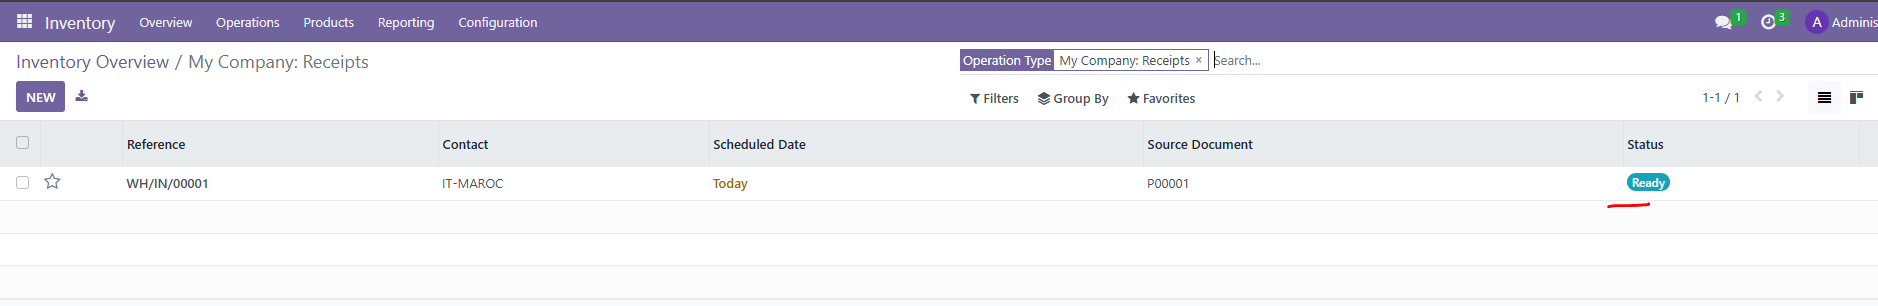 Inventory Overview Operations Products Reporting Configuration 1 3 A Adminis
Inventory Overview / My Company: Receipts Operation Type My Company: Receipts × Search...
NEW Filters Group By Favorites 1-1 / 1
Reference Contact Scheduled Date Source Document Status
WH/IN/00001 IT-MAROC Today P00001 Ready